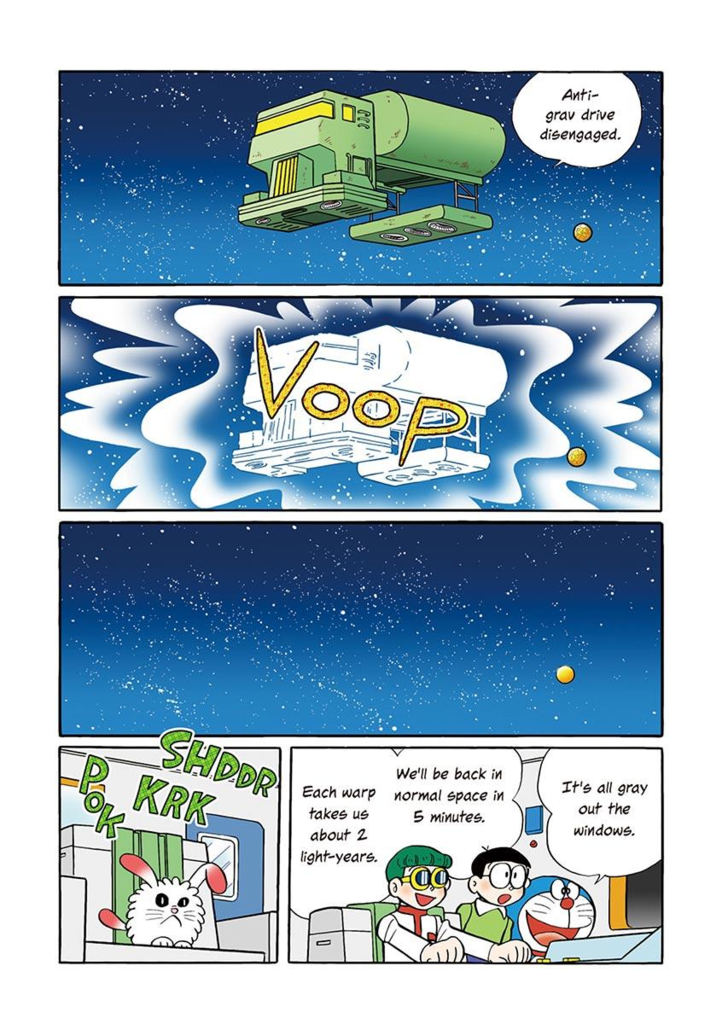 Anti-
grav drive
disengaged.
VOOP
SHDDR
POK
KRK
Each warp
takes us
about 2
light-years.
We'll be back in
normal space in
5 minutes.
It's all gray
out the
windows.